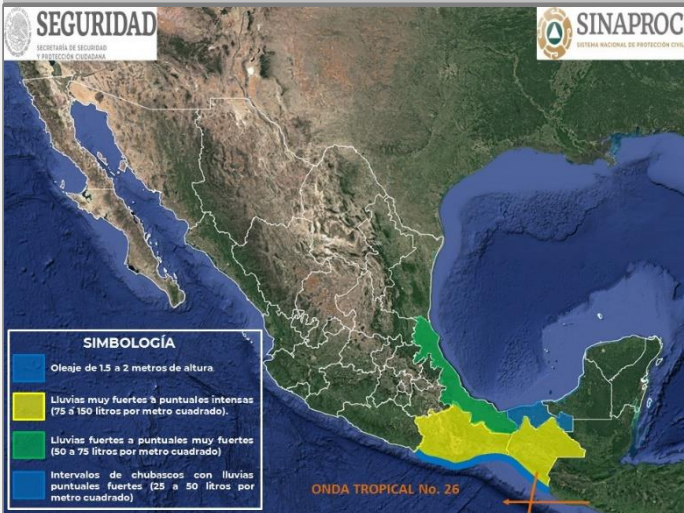 SEGURIDAD
SECRETARÍA DE SEGURIDAD
Y PROTECCIÓN CIUDADANA
SINAPROC
SISTEMA NACIONAL DE PROTECCIÓN CIVIL
SIMBOLOGÍA
Oleaje de 1.5 a 2 metros de altura
Lluvias muy fuertes a puntuales intensas
(75 a 150 litros por metro cuadrado).
Lluvias fuertes a puntuales muy fuertes
(50 a 75 litros por metro cuadrado)
Intervalos de chubascos con lluvias
puntuales fuertes (25 a 50 litros por
metro cuadrado)
ONDA TROPICAL No. 26